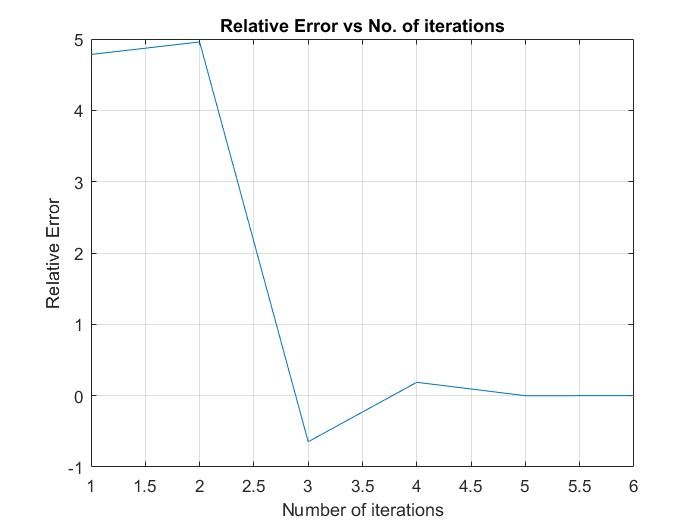 Relative Error vs No. of iterations
5
4
3
2
1
0
-1
Relative Error
1 1.5 2 2.5 3 3.5 4 4.5 5 5.5 6
Number of iterations